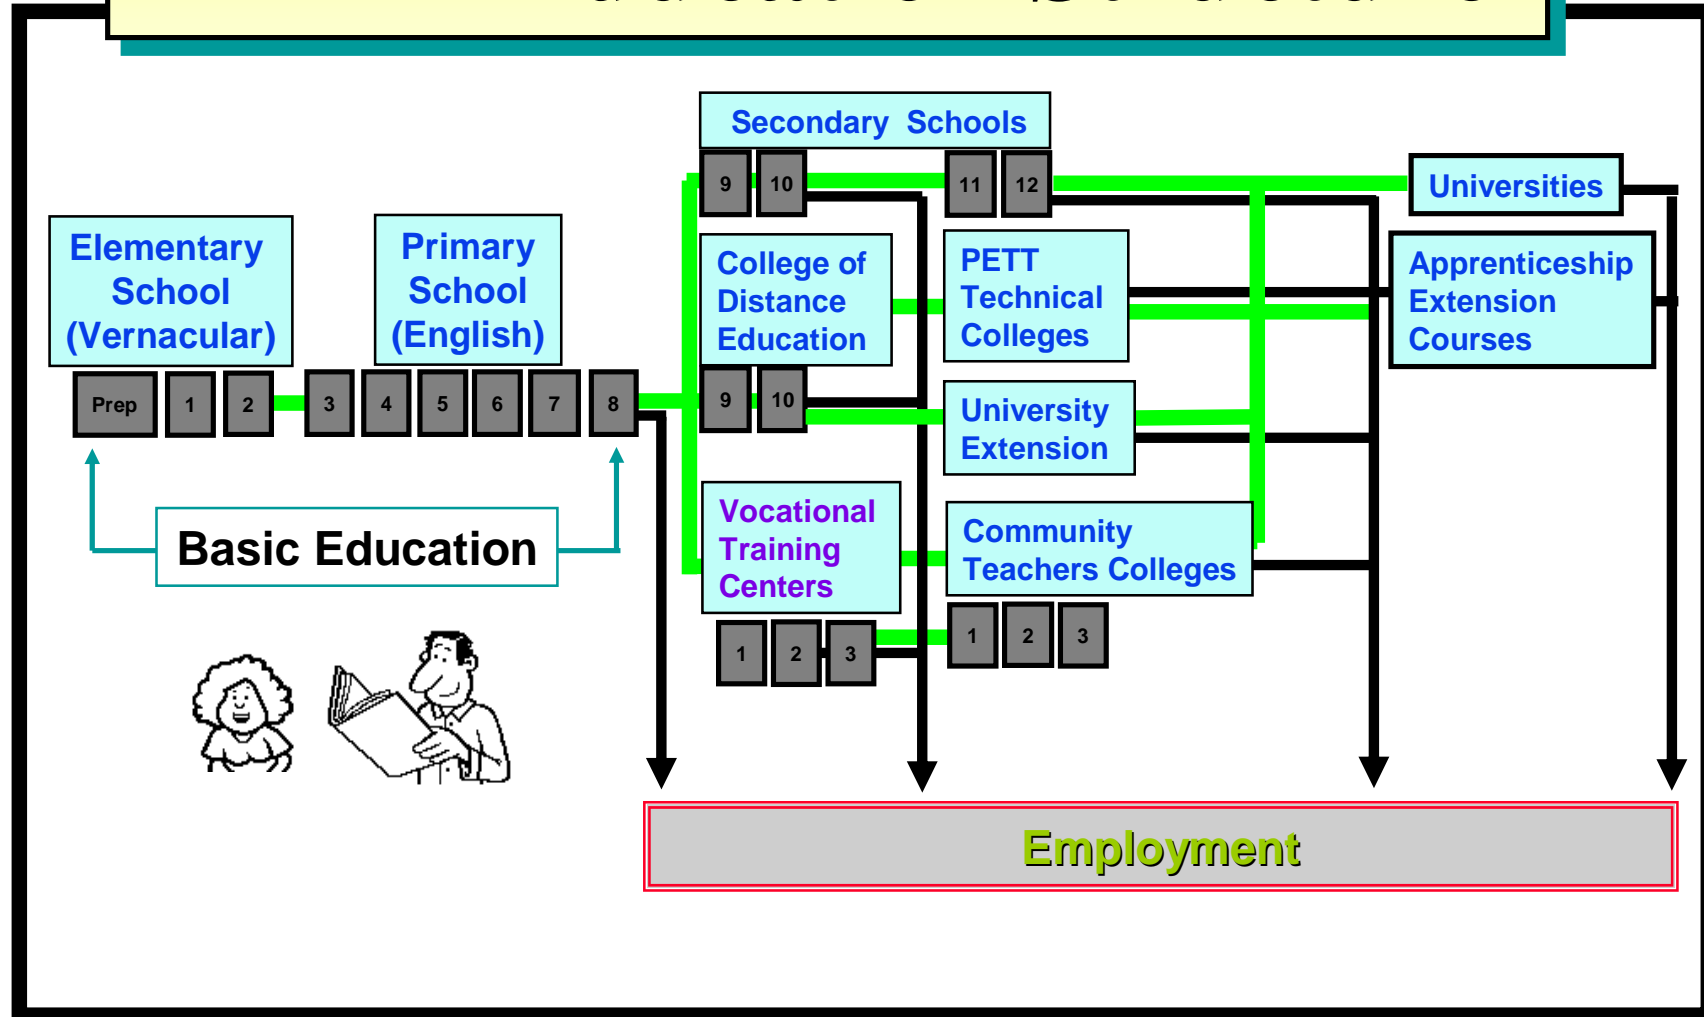 Secondary Schools
9 10 11 12
Universities
Elementary
School
(Vernacular)
Primary
School
(English)
College of
Distance
Education
PETT
Technical
Colleges
Apprenticeship
Extension
Courses
Prep 1 2 3 4 5 6 7 8
9 10
University
Extension
Basic Education
Vocational
Training
Centers
Community
Teachers Colleges
1 2 3
1 2 3
Employment